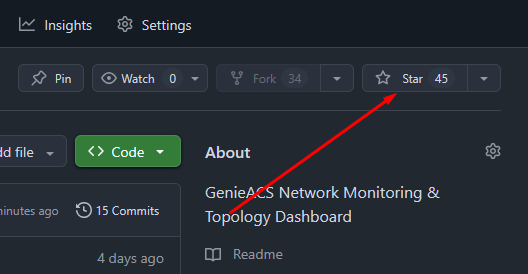 Insights Settings
Pin Watch 0 Fork 34 Star 45
dd file Code
About
GenieACS Network Monitoring &
Topology Dashboard
minutes ago 15 Commits
4 days ago
Readme